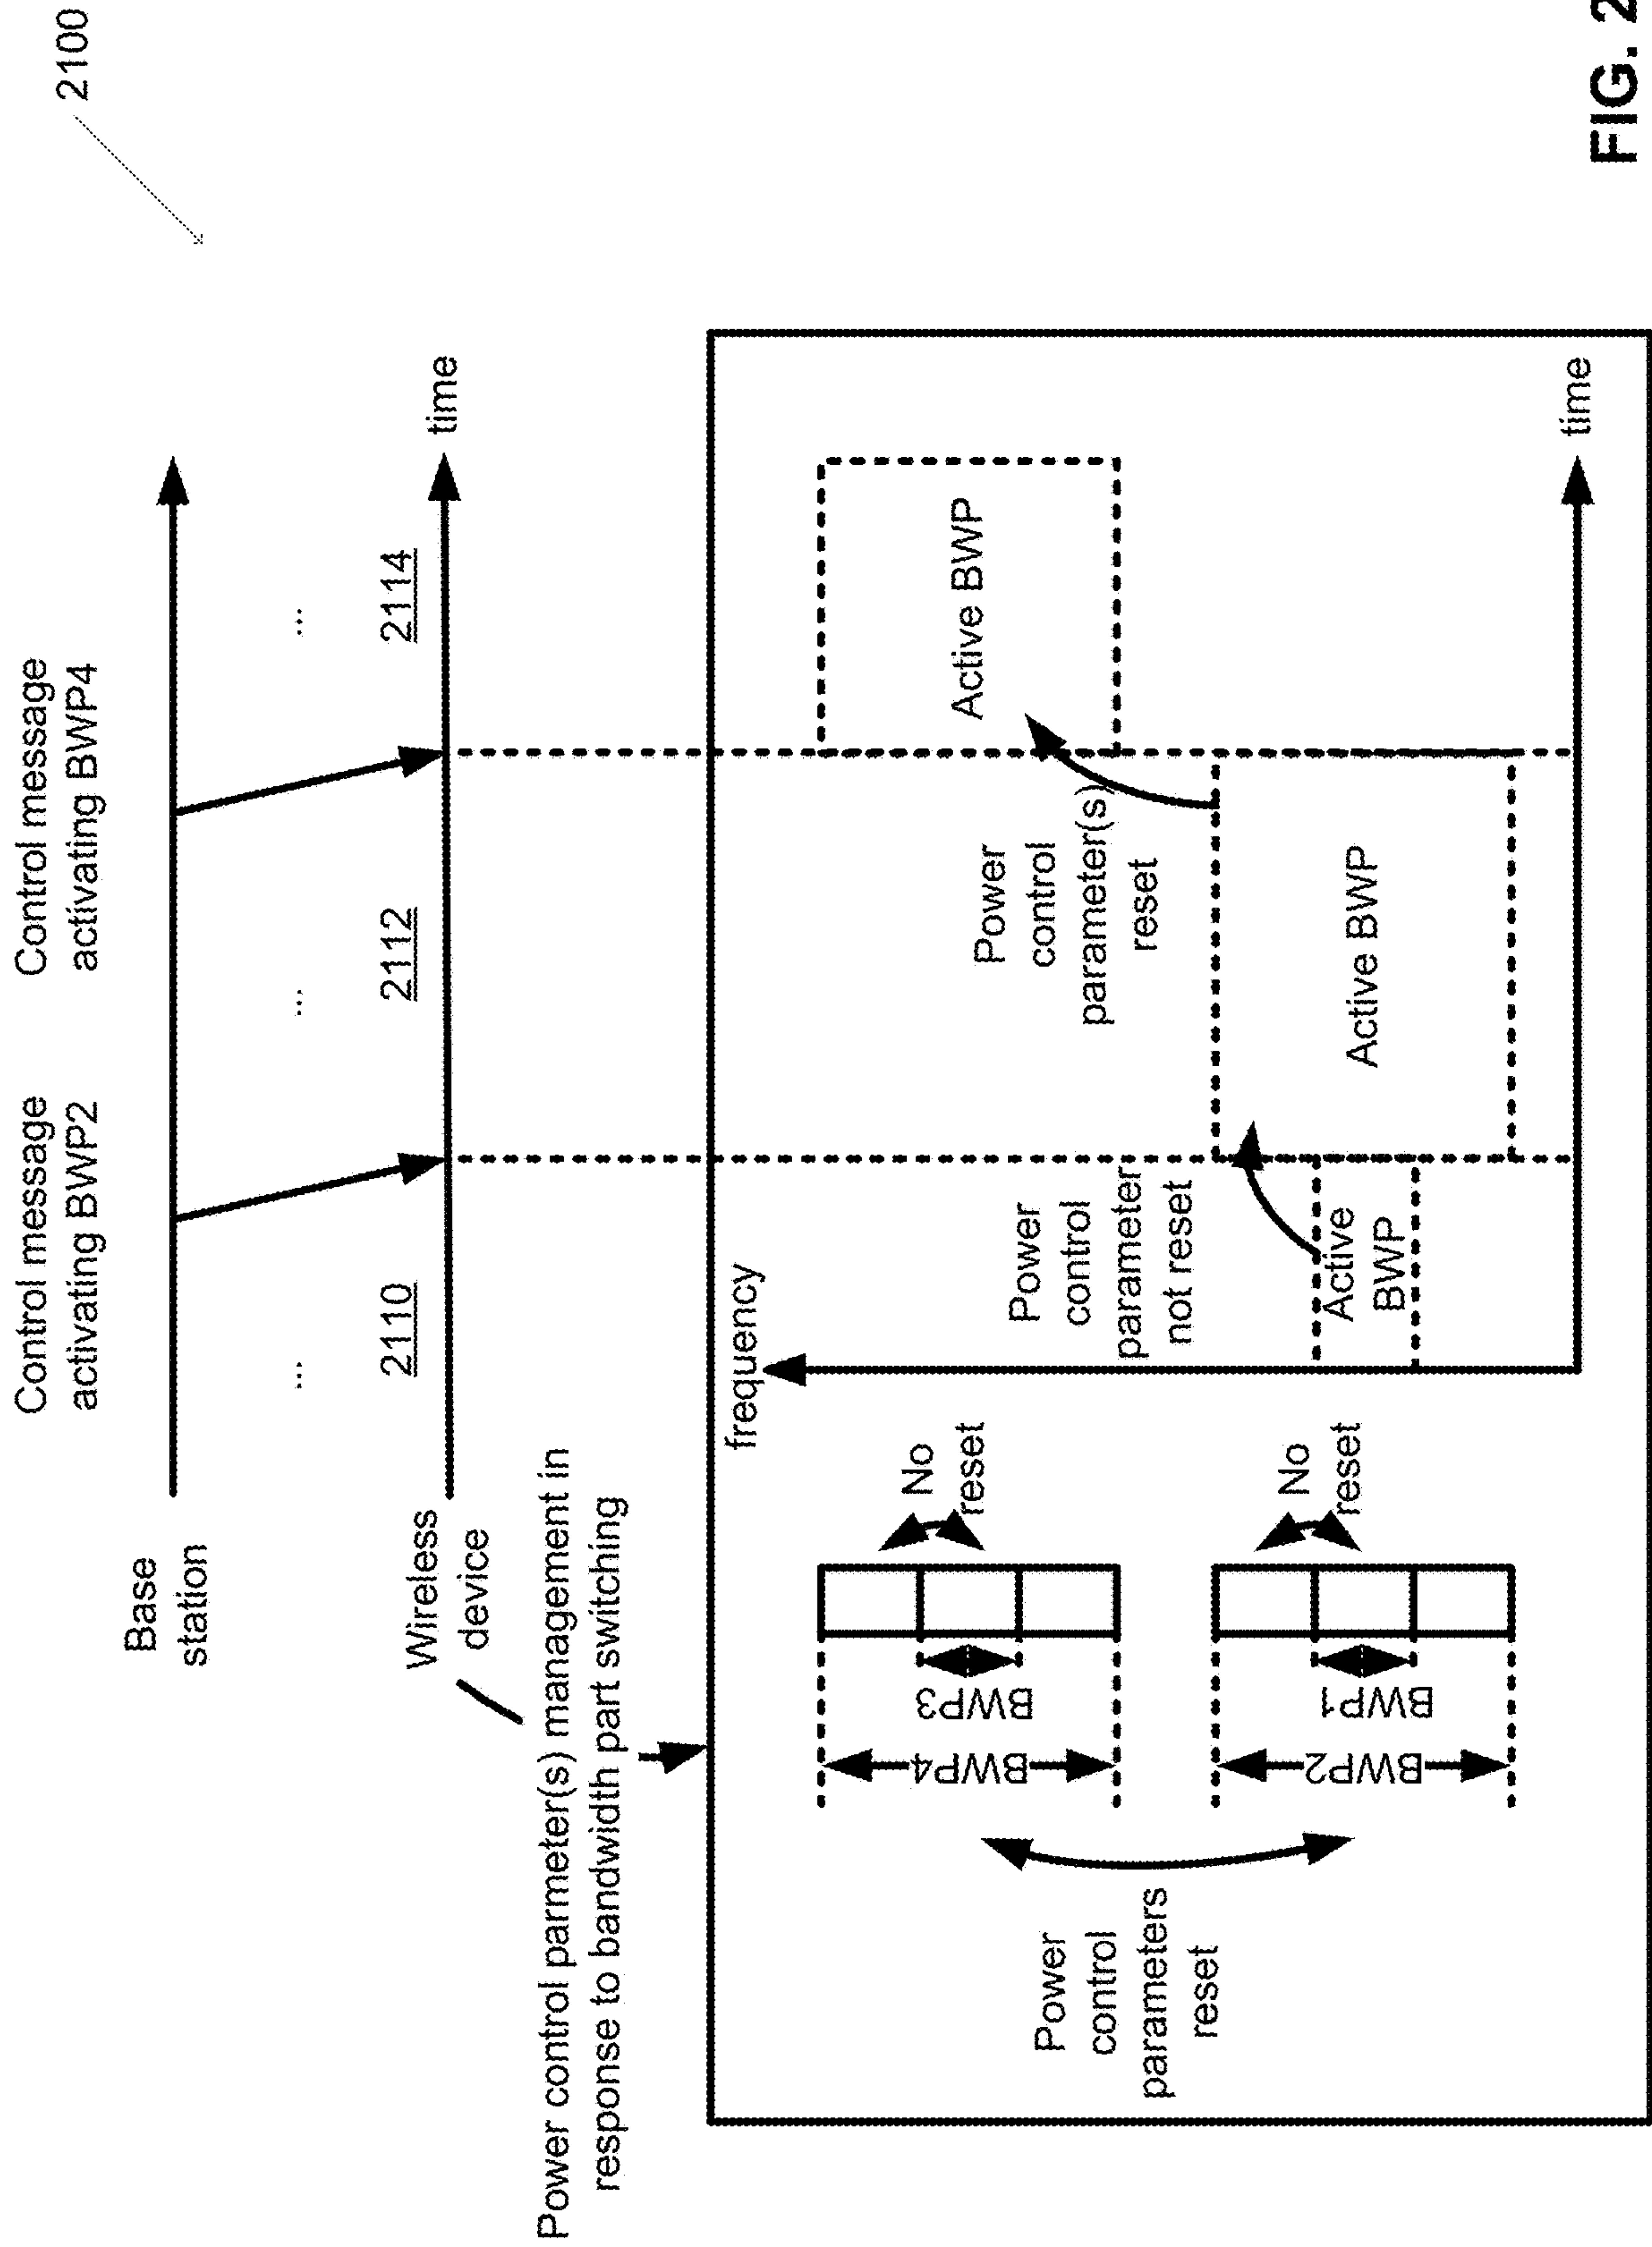 2100
Control message
activating BWP2
Control message
activating BWP4
Base
station
...
...
...
2110
2112
2114
Wireless
device
time
Power control parmeter(s) management in
response to bandwidth part switching
frequency
No
reset
BWP3
BWP4
Power
control
parameters
reset
No
reset
BWP1
BWP2
Power
control
parameter
not reset
Active
BWP
Power
control
parameter(s)
reset
Active BWP
Active BWP
time
FIG. 2